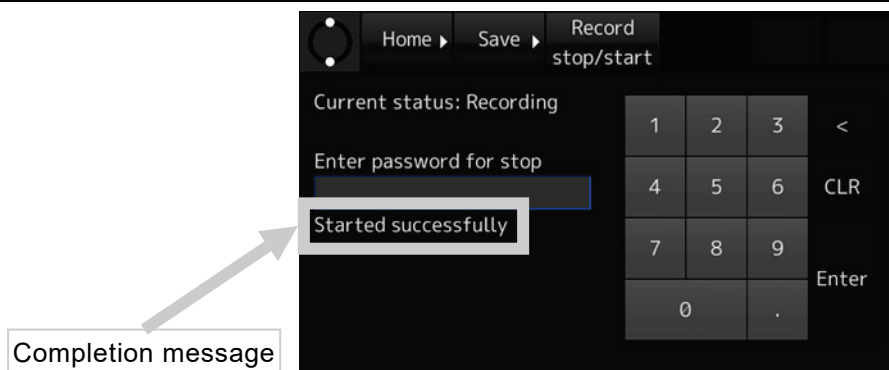 Home
Save
Record
stop/start
Current status: Recording
Enter password for stop
Started successfully
1 2 3 <
4 5 6 CLR
7 8 9
Enter
0 .
Completion message